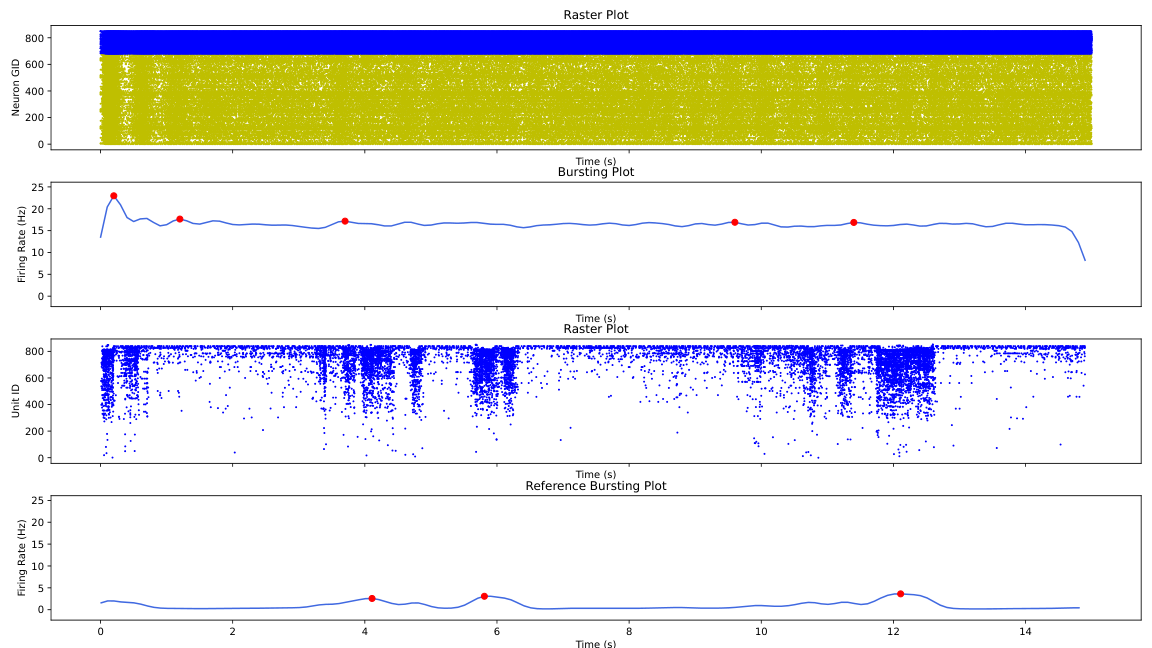 Raster Plot
800
600
400
200
0
Neuron GID
Time (s)
Bursting Plot
25
20
15
10
5
0
Firing Rate (Hz)
Time (s)
Raster Plot
800
600
400
200
0
Unit ID
Time (s)
Reference Bursting Plot
25
20
15
10
5
0
Firing Rate (Hz)
0 2 4 6 8 10 12 14
Time (s)